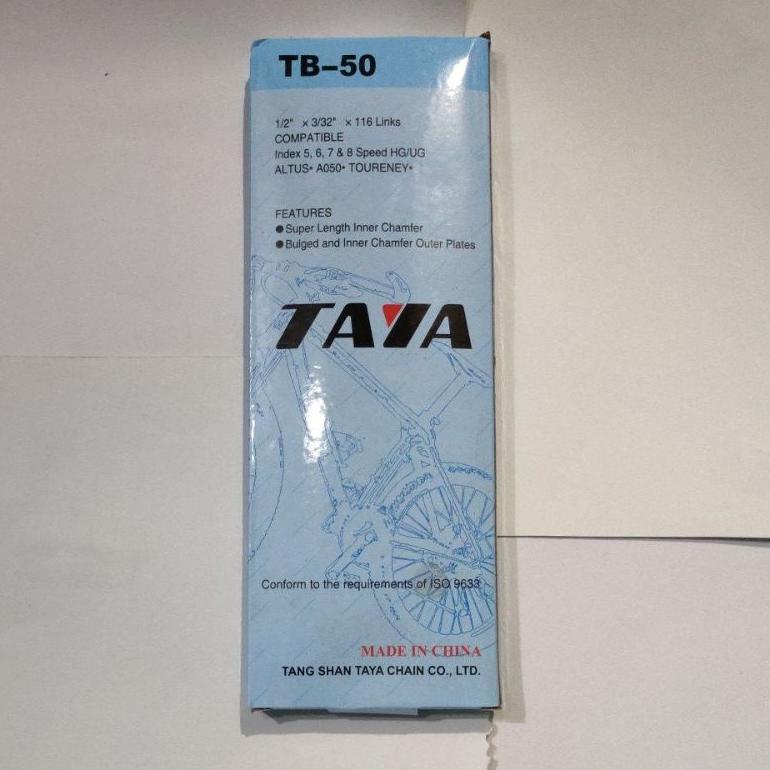 TB-50
1/2" x 3/32" x 116 Links
COMPATIBLE
Index 5, 6, 7 & 8 Speed HG/UG
ALTUS• A050• TOURENEY•
FEATURES
● Super Length Inner Chamfer
● Bulged and Inner Chamfer Outer Plates
TAYA
Conform to the requirements of ISO 9633
MADE IN CHINA
TANG SHAN TAYA CHAIN CO., LTD.